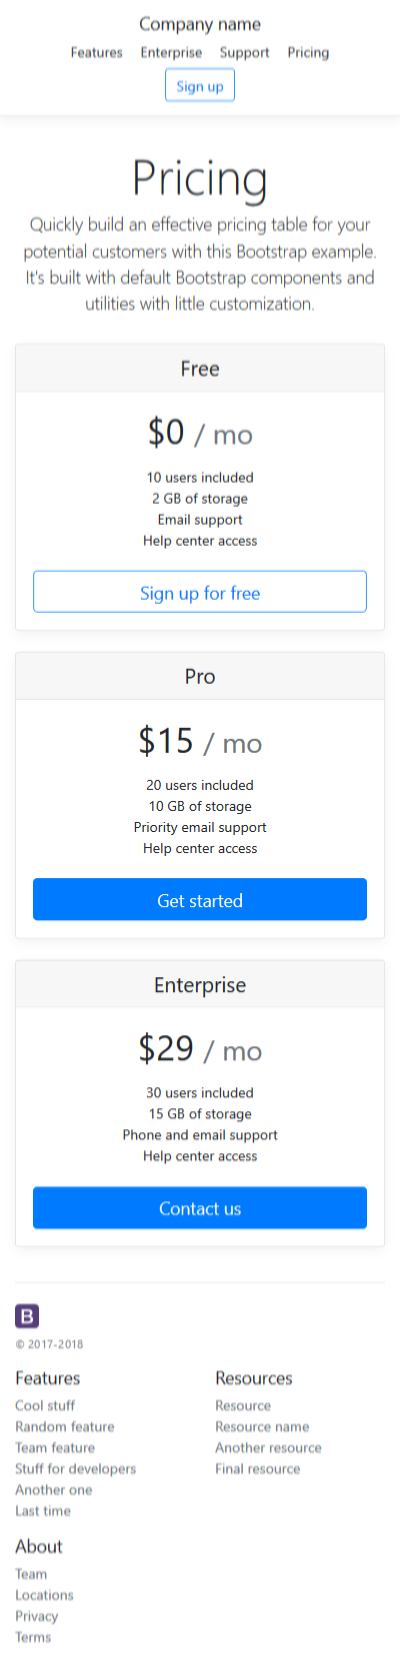 Company name
Features Enterprise Support Pricing
Sign up
Pricing
Quickly build an effective pricing table for your
potential customers with this Bootstrap example.
It's built with default Bootstrap components and
utilities with little customization.
Free
$0 / mo
10 users included
2 GB of storage
Email support
Help center access
Sign up for free
Pro
$15 / mo
20 users included
10 GB of storage
Priority email support
Help center access
Get started
Enterprise
$29 / mo
30 users included
15 GB of storage
Phone and email support
Help center access
Contact us
B
© 2017-2018
Features
Cool stuff
Random feature
Team feature
Stuff for developers
Another one
Last time
Resources
Resource
Resource name
Another resource
Final resource
About
Team
Locations
Privacy
Terms